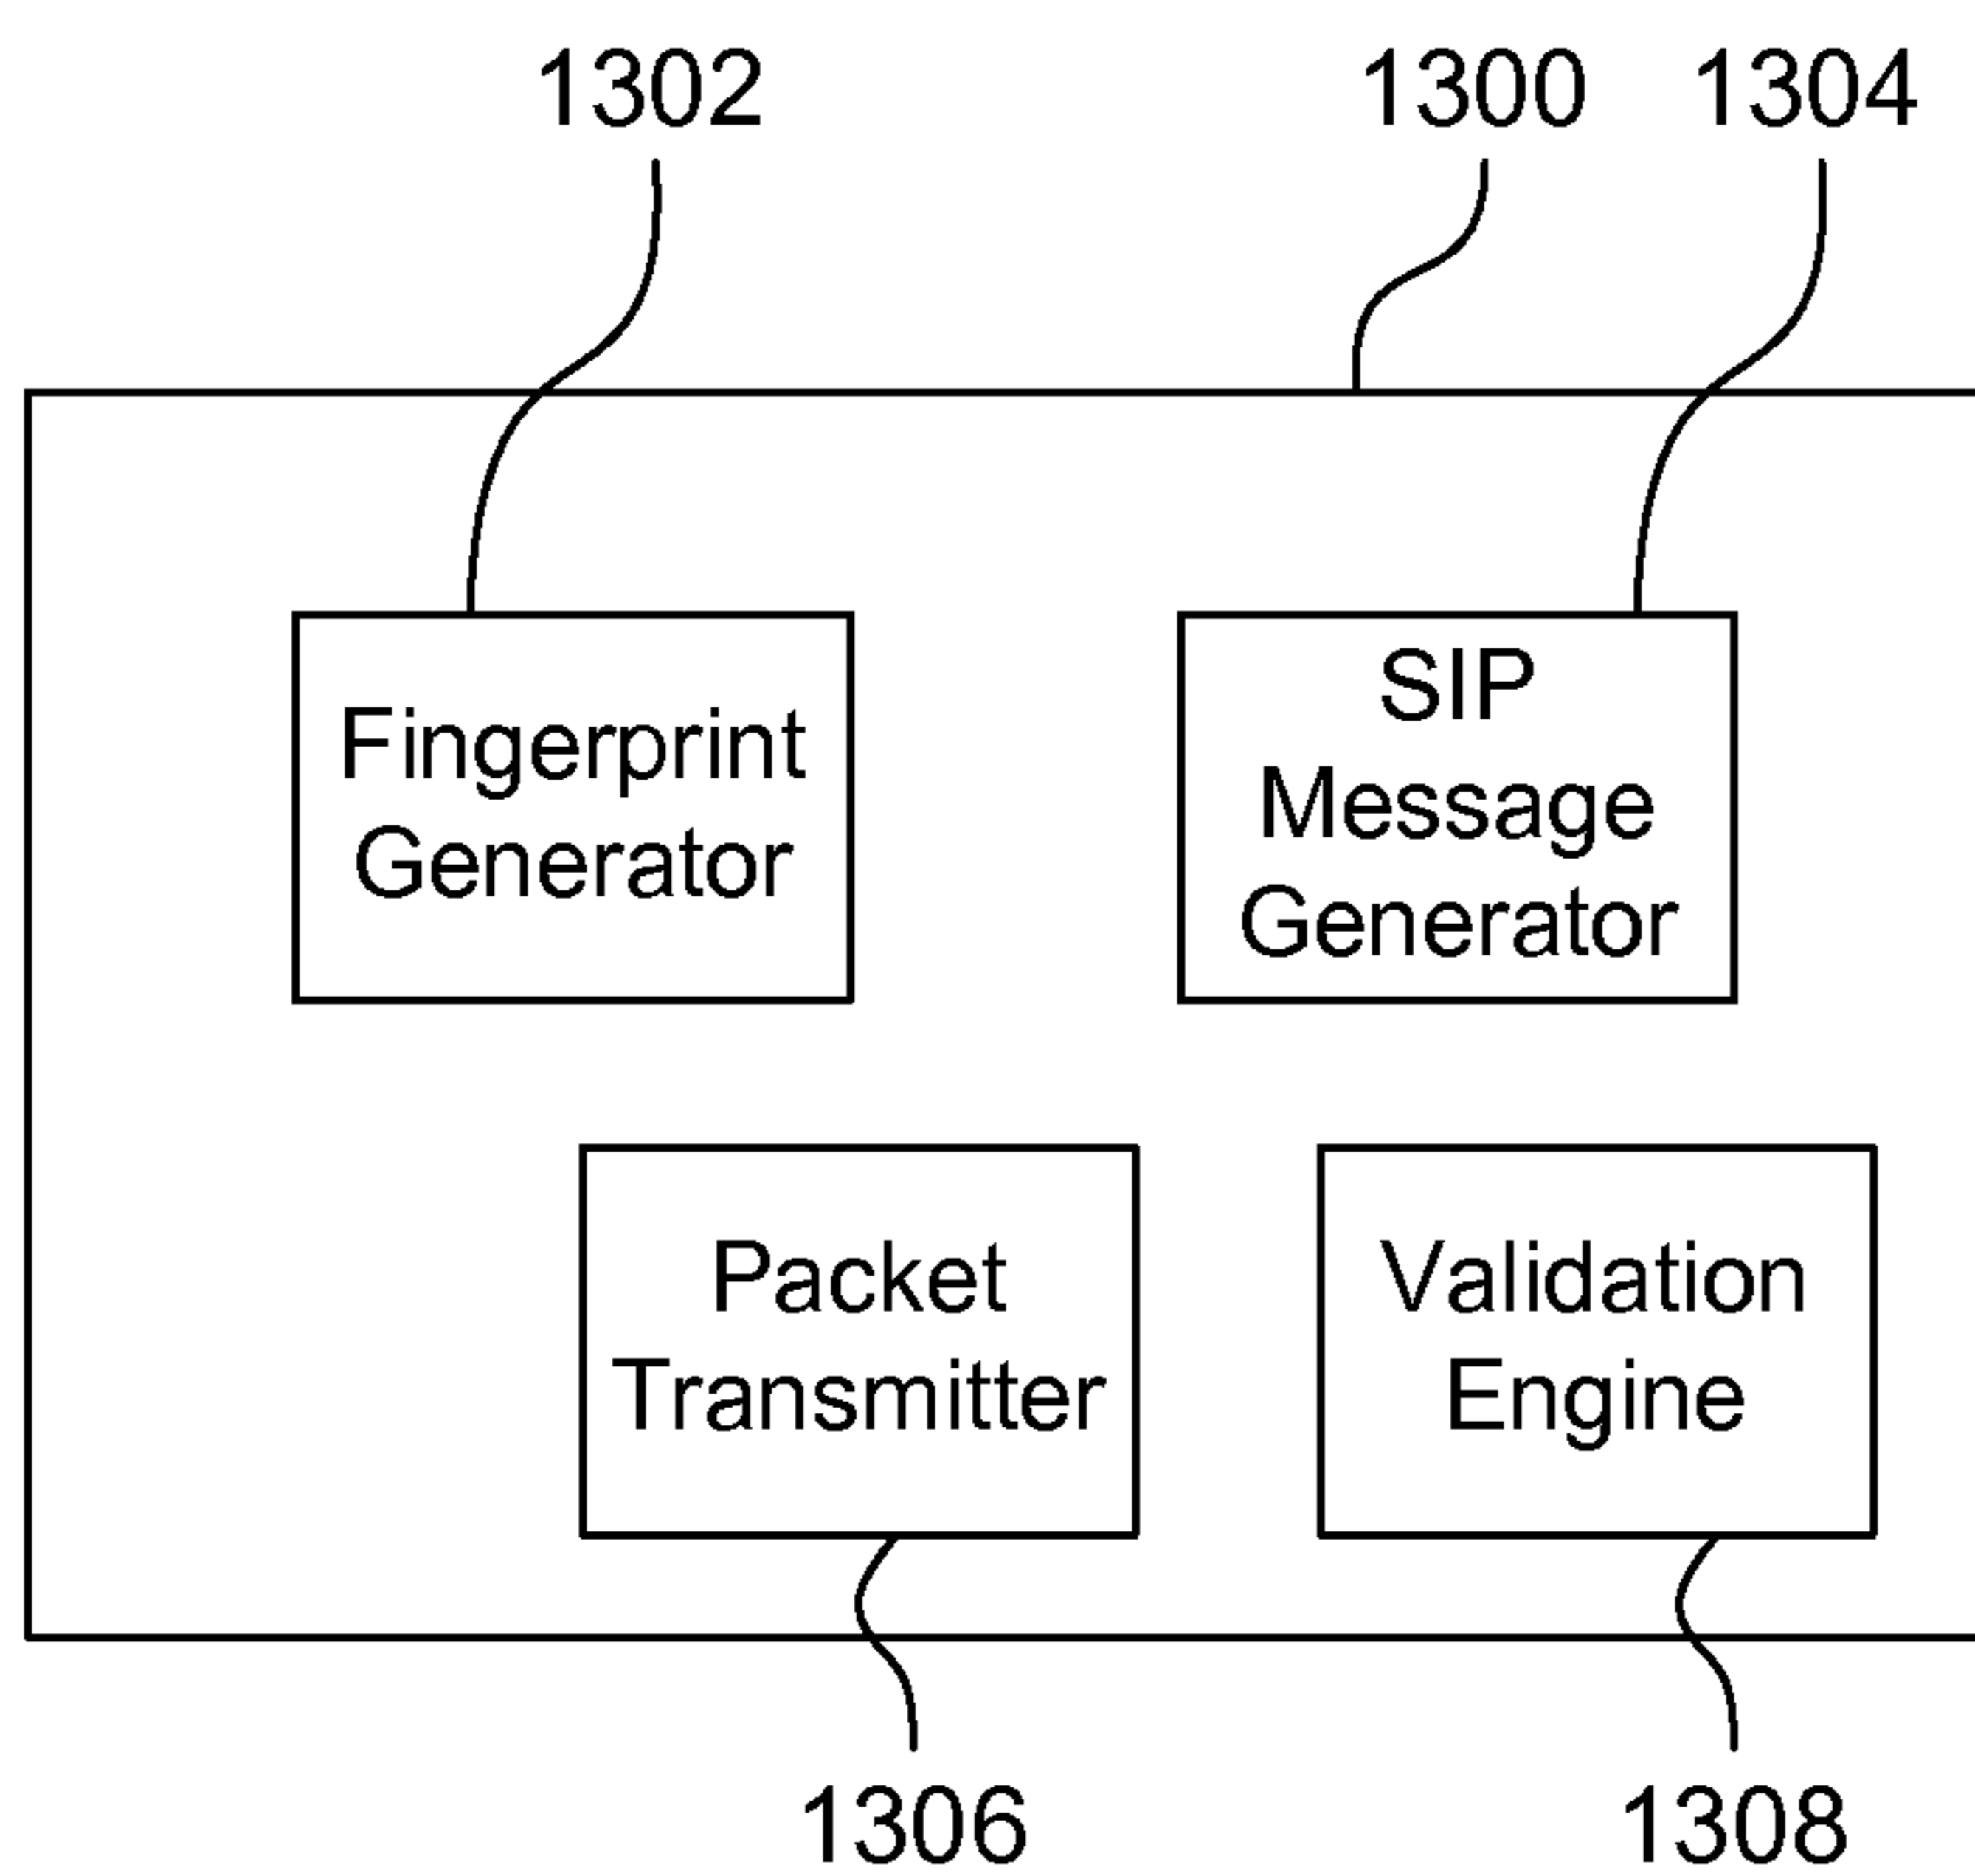 1302
1300
1304
Fingerprint
Generator
SIP
Message
Generator
Packet
Transmitter
Validation
Engine
1306
1308